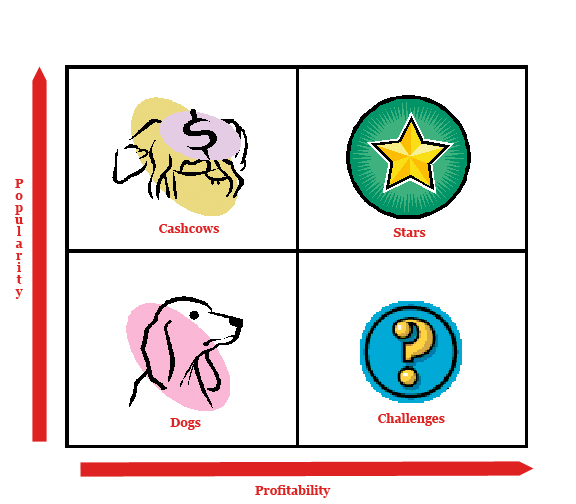 Popularity
$
Cashcows
Stars
?
Dogs
Challenges
Profitability